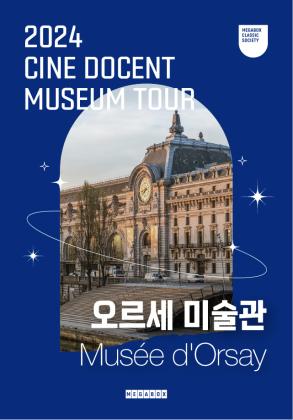 2024
CINE DOCENT
MUSEUM TOUR
MEGABOX
CLASSIC
SOCIETY
오르세 미술관
Musée d'Orsay
MEGABOX